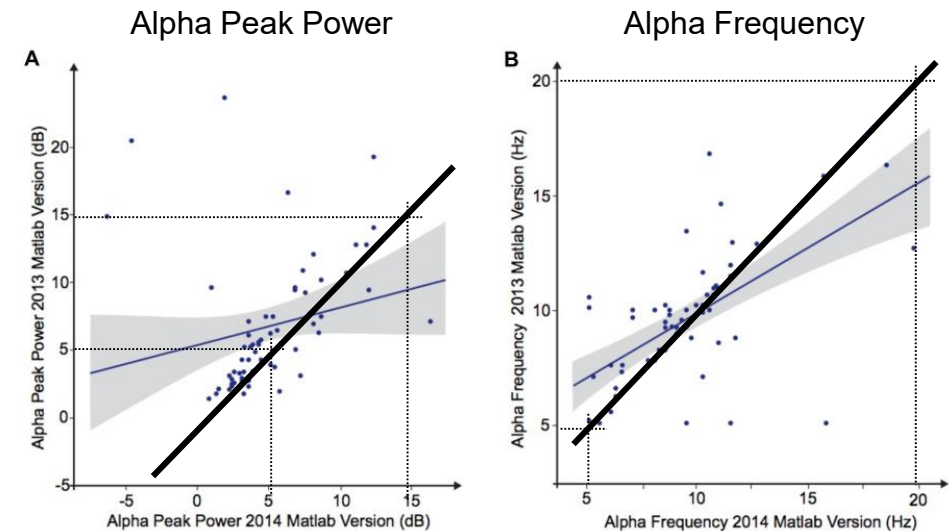 Alpha Peak Power
Alpha Frequency
A
B
Alpha Peak Power 2013 Matlab Version (dB)
20
15
10
5
0
-5
-5
0
5
10
15
Alpha Peak Power 2014 Matlab Version (dB)
Alpha Frequency 2013 Matlab Version (Hz)
20
15
10
5
5
10
15
20
Alpha Frequency 2014 Matlab Version (Hz)